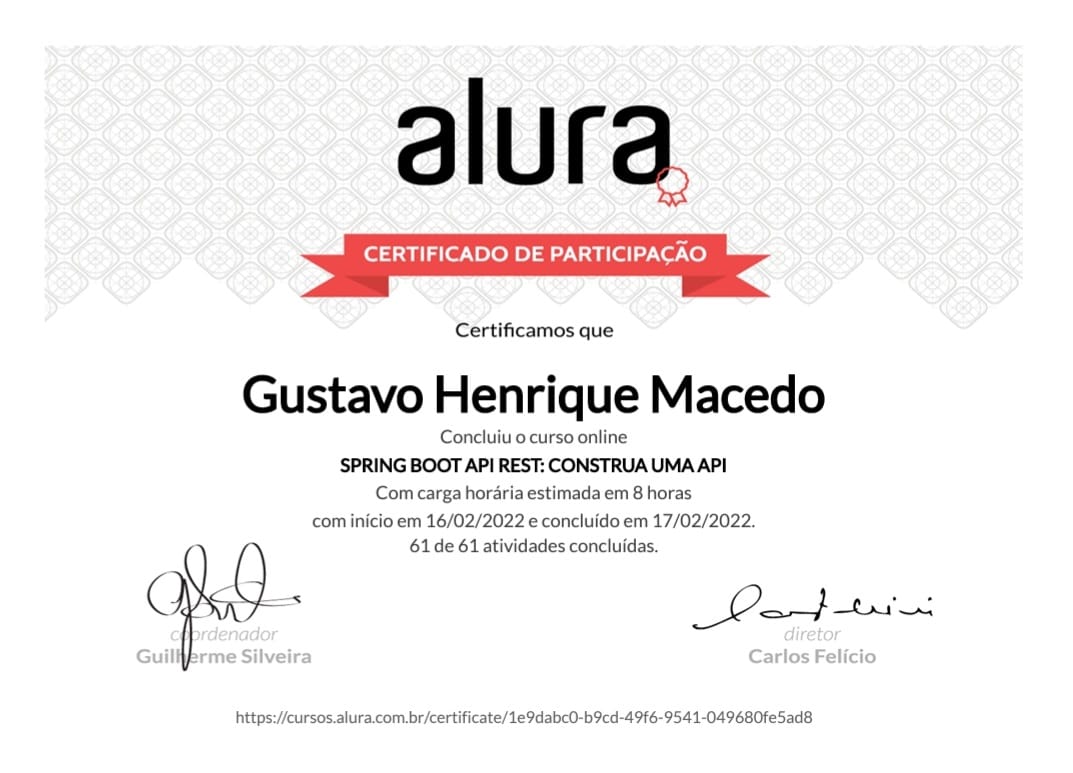 alura
CERTIFICADO DE PARTICIPAÇÃO
Certificamos que
Gustavo Henrique Macedo
Concluiu o curso online
SPRING BOOT API REST: CONSTRUA UMA API
Com carga horária estimada em 8 horas
com início em 16/02/2022 e concluído em 17/02/2022.
61 de 61 atividades concluídas.
coordenador
Guilherme Silveira
diretor
Carlos Felício
https://cursos.alura.com.br/certificate/1e9dabc0-b9cd-49f6-9541-049680fe5ad8